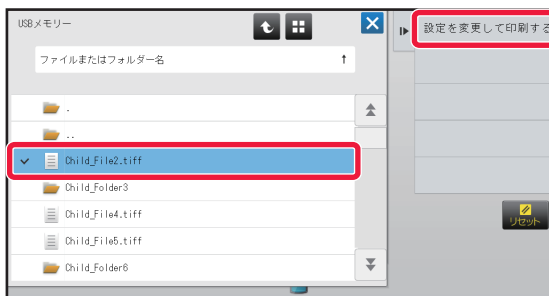 USBメモリー
設定を変更して印刷する
ファイルまたはフォルダー名 ↑
.
..
Child_File2.tiff
Child_Folder3
Child_File4.tiff
Child_File5.tiff
Child_Folder6
リセット